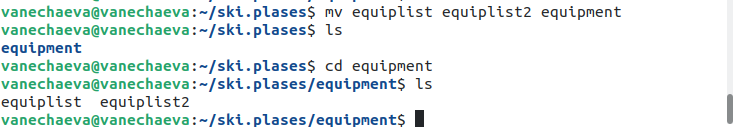 vanechaeva@vanechaeva:~/ski.plases$ mv equiplist equiplist2 equipment
vanechaeva@vanechaeva:~/ski.plases$ ls
equipment
vanechaeva@vanechaeva:~/ski.plases$ cd equipment
vanechaeva@vanechaeva:~/ski.plases/equipment$ ls
equiplist  equiplist2
vanechaeva@vanechaeva:~/ski.plases/equipment$